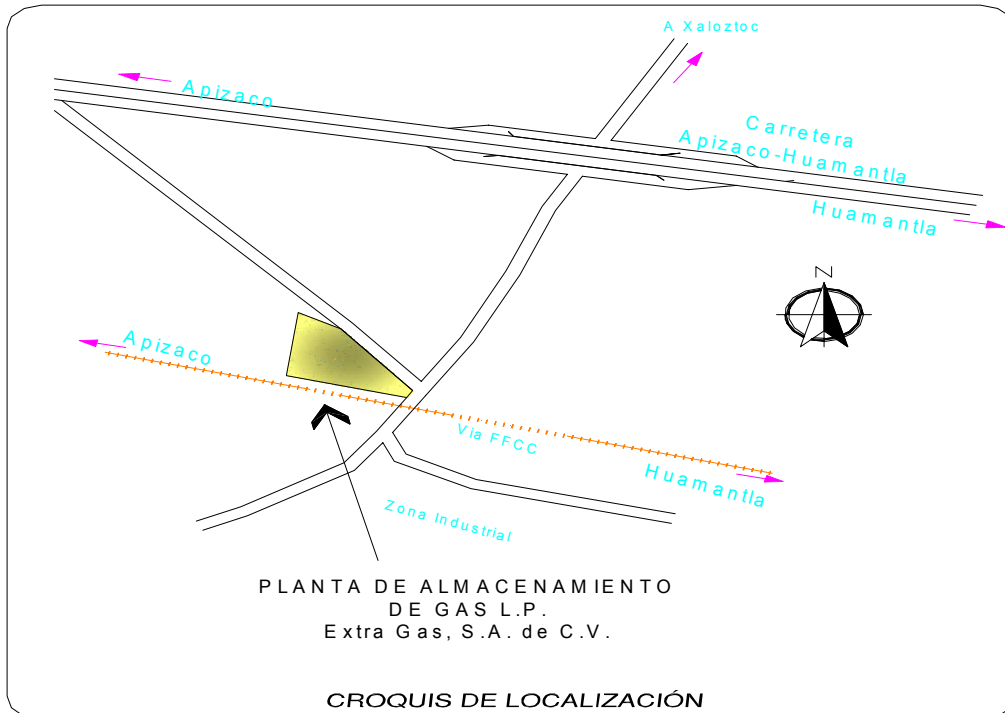 A Xaloztoc
Apizaco
Carretera
Apizaco-Huamantla
Huamantla
N
Apizaco
Vía FFCC
Huamantla
Zona Industrial
PLANTA DE ALMACENAMIENTO
DE GAS L.P.
Extra Gas, S.A. de C.V.
CROQUIS DE LOCALIZACIÓN